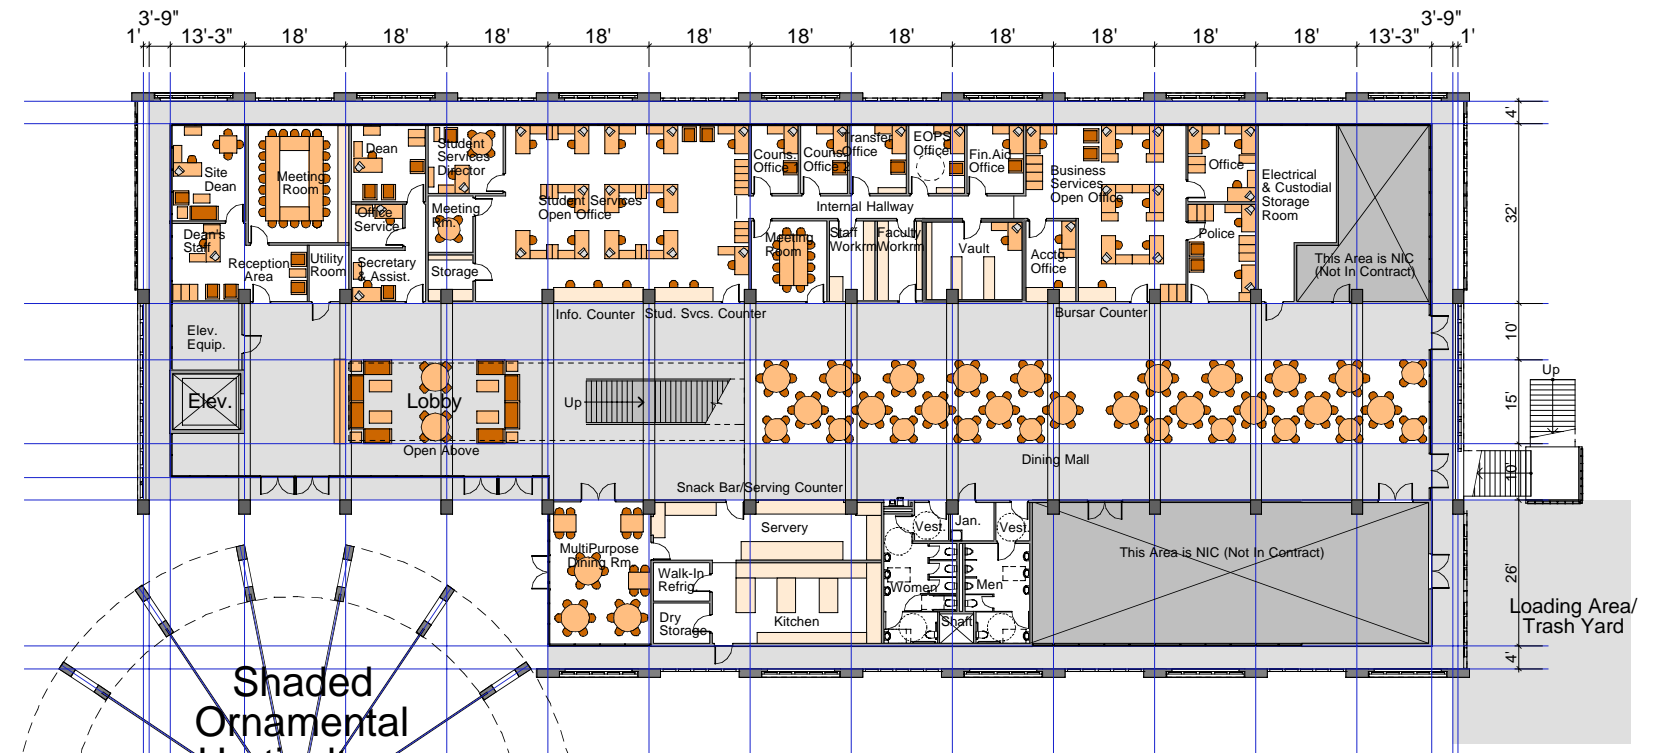 3'-9"
3'-9"
1'
13'-3"
18'
18'
18'
18'
18'
18'
18'
18'
18'
18'
18'
13'-3"
1'
4'
32'
10'
15'
10'
26'
4'
Site
Dean
Meeting
Room
Dean
Student
Services
Director
Couns.
Office 1
Couns.
Office 2
Transfer
Office
EOPS
Office
Fin.Aid
Office
Business
Services
Open Office
Office
Electrical
& Custodial
Storage
Room
Office
Service
Meeting
Rm.
Student Services
Open Office
Internal Hallway
Dean's
Staff
Reception
Area
Utility
Room
Secretary
& Assist.
Storage
Meeting
Room
Staff
Workrm
Faculty
Workrm
Vault
Acctg.
Office
Police
This Area is NIC
(Not In Contract)
Info. Counter
Stud. Svcs. Counter
Bursar Counter
Elev.
Equip.
Elev.
Lobby
Up
Up
Open Above
Dining Mall
Snack Bar/Serving Counter
MultiPurpose
Dining Rm.
Servery
Vest.
Jan.
Vest.
Walk-In
Refrig.
Women
Men
This Area is NIC (Not In Contract)
Dry
Storage
Kitchen
Shaft
Loading Area/
Trash Yard
Shaded
Ornamental